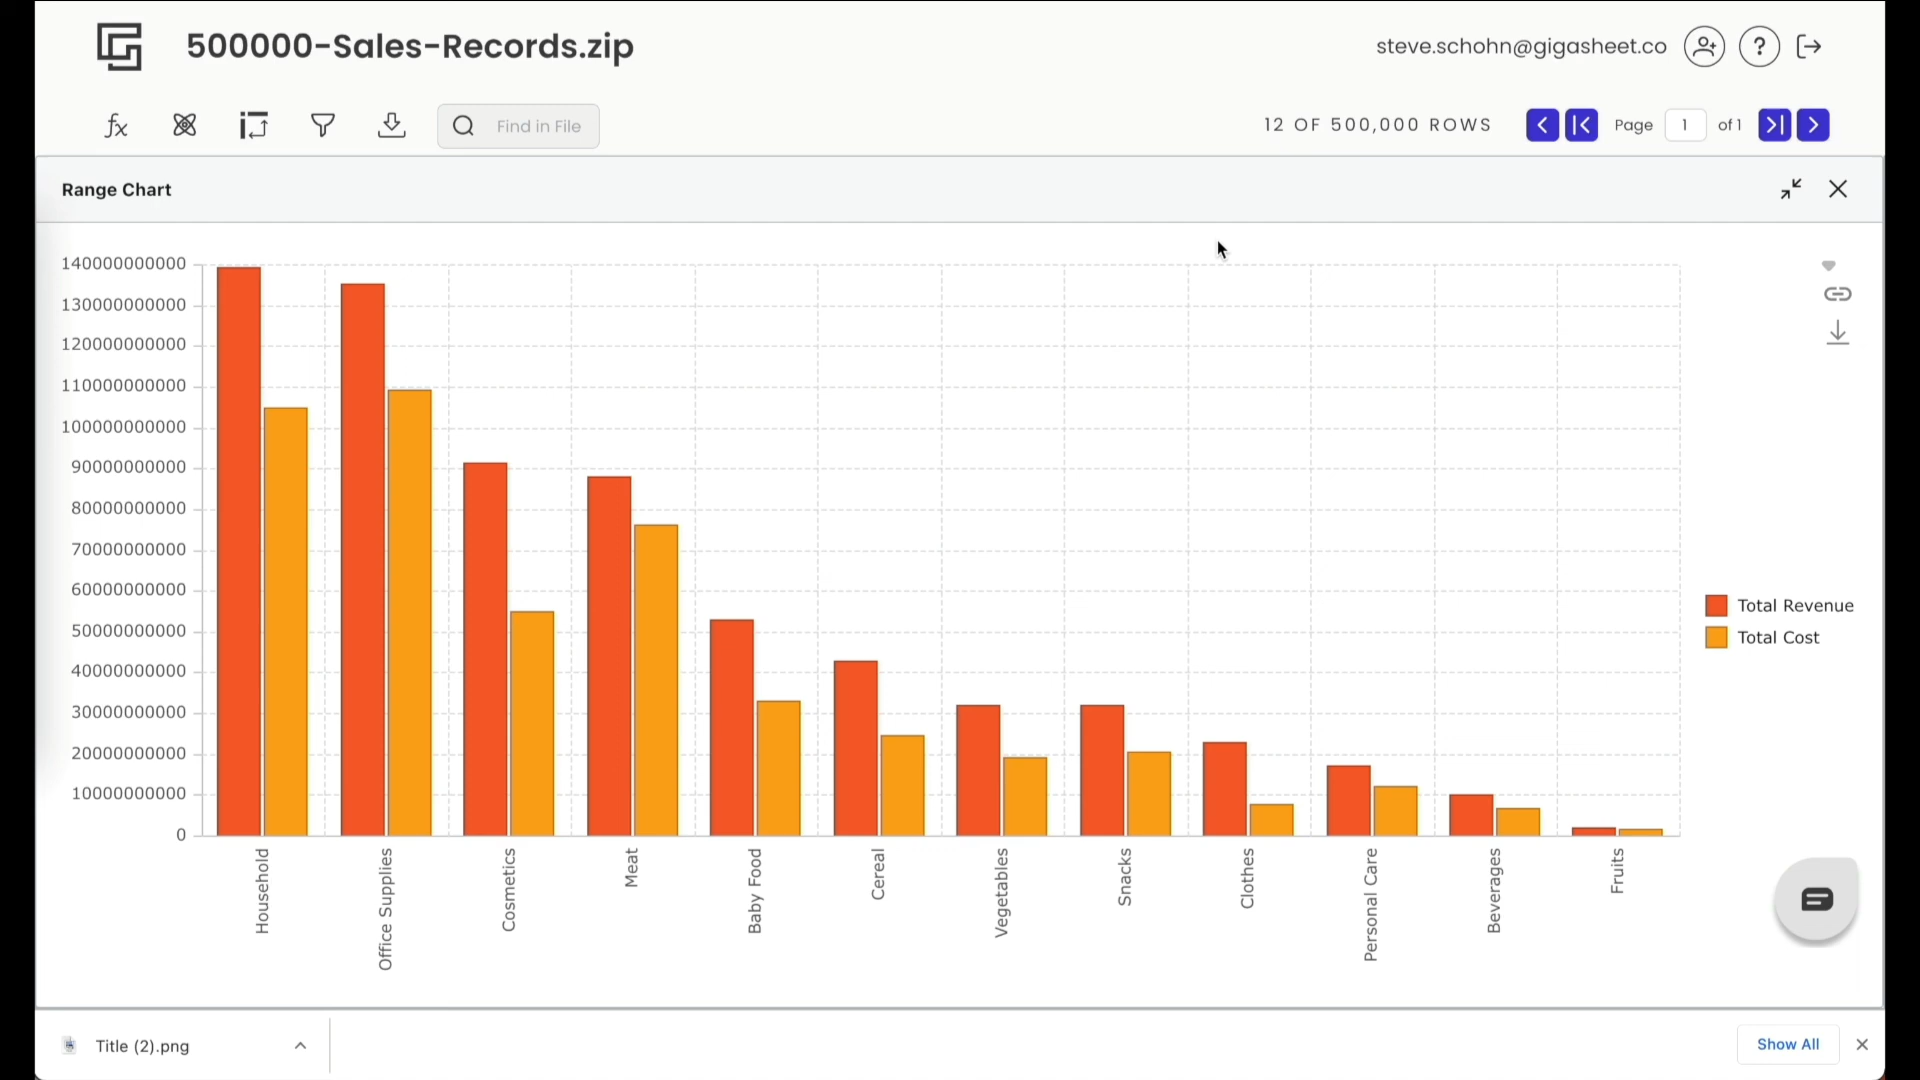 500000-Sales-Records.zip
steve.schohn@gigasheet.co
?
fx
Find in File
12 OF 500,000 ROWS
Page 1 of 1
Range Chart
140000000000
130000000000
120000000000
110000000000
100000000000
90000000000
80000000000
70000000000
60000000000
50000000000
40000000000
30000000000
20000000000
10000000000
0
Total Revenue
Total Cost
Household
Office Supplies
Cosmetics
Meat
Baby Food
Cereal
Vegetables
Snacks
Clothes
Personal Care
Beverages
Fruits
Title (2).png
Show All